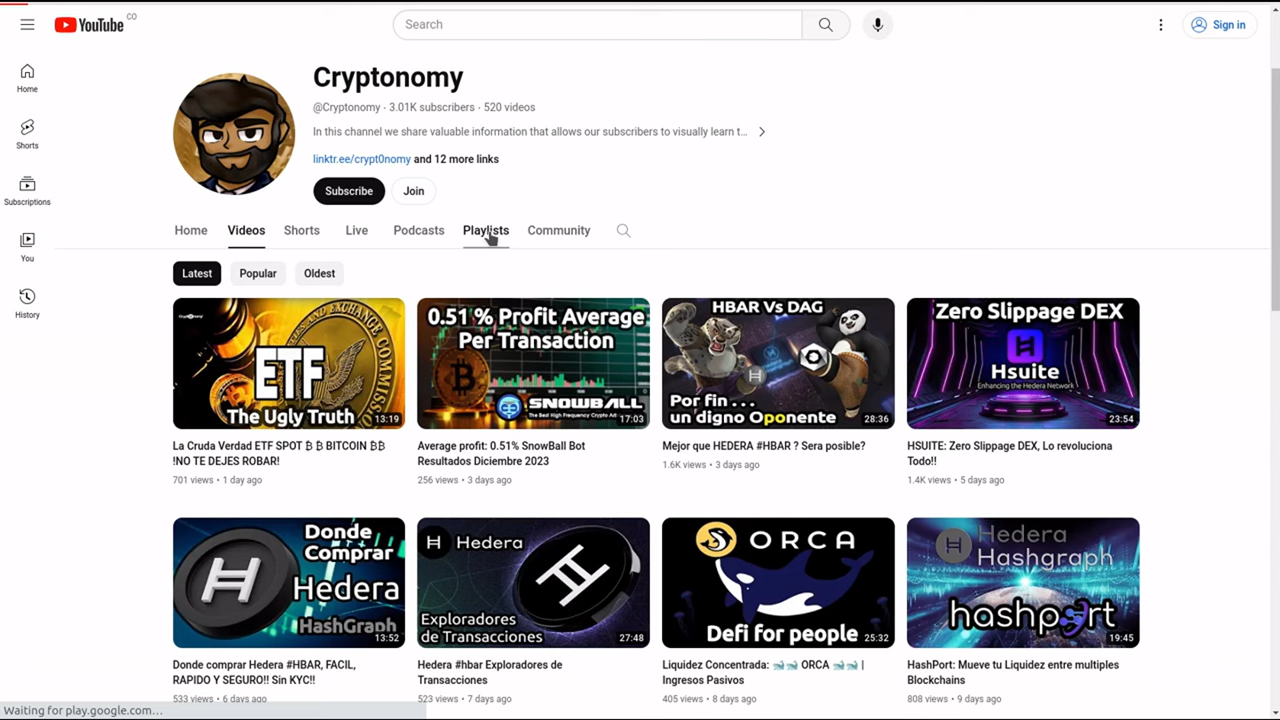 YouTube CO
Search
Sign in
Home
Shorts
Subscriptions
You
History
Cryptonomy
@Cryptonomy · 3.01K subscribers · 520 videos
In this channel we share valuable information that allows our subscribers to visually learn t...
linktr.ee/crypt0nomy and 12 more links
Subscribe Join
Home Videos Shorts Live Podcasts Playlists Community
Latest Popular Oldest
ETF
The Ugly Truth
13:19
0.51 % Profit Average
Per Transaction
SNOWBALL
17:03
HBAR Vs DAG
Por fin ...
un digno Oponente
28:36
Zero Slippage DEX
Hsuite
Enhancing the Hedera Network
23:54
La Cruda Verdad ETF SPOT ₿ ₿ ₿ BITCOIN ₿₿
!NO TE DEJES ROBAR!
701 views • 1 day ago
Average profit: 0.51% SnowBall Bot
Resultados Diciembre 2023
256 views • 3 days ago
Mejor que HEDERA #HBAR ? Sera posible?
1.6K views • 3 days ago
HSUITE: Zero Slippage DEX, Lo revoluciona
Todo!!
1.4K views • 5 days ago
Donde
Comprar
Hedera
HashGraph
13:52
Hedera
Exploradores
de Transacciones
27:48
ORCA
Defi for people
25:32
Hedera
Hashgraph
hashport
19:45
Donde comprar Hedera #HBAR, FACIL,
RAPIDO Y SEGURO!! Sin KYC!!
533 views • 6 days ago
Hedera #hbar Exploradores de
Transacciones
523 views • 7 days ago
Liquidez Concentrada: 🐋🐋 ORCA 🐋🐋 |
Ingresos Pasivos
405 views • 8 days ago
HashPort: Mueve tu Liquidez entre multiples
Blockchains
808 views • 9 days ago
Waiting for play.google.com...